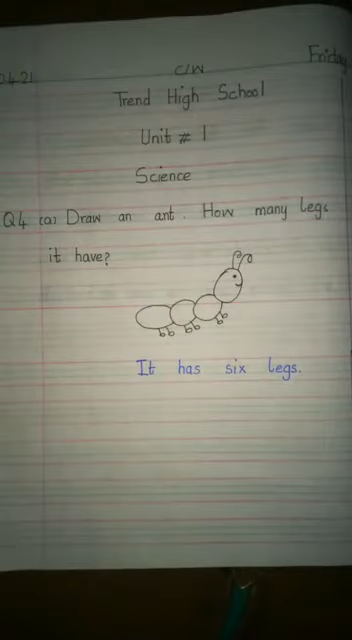 04-21 C/W Friday
Trend High School
Unit # 1
Science
Q4 (a) Draw an ant. How many legs
it have?
It has six legs.